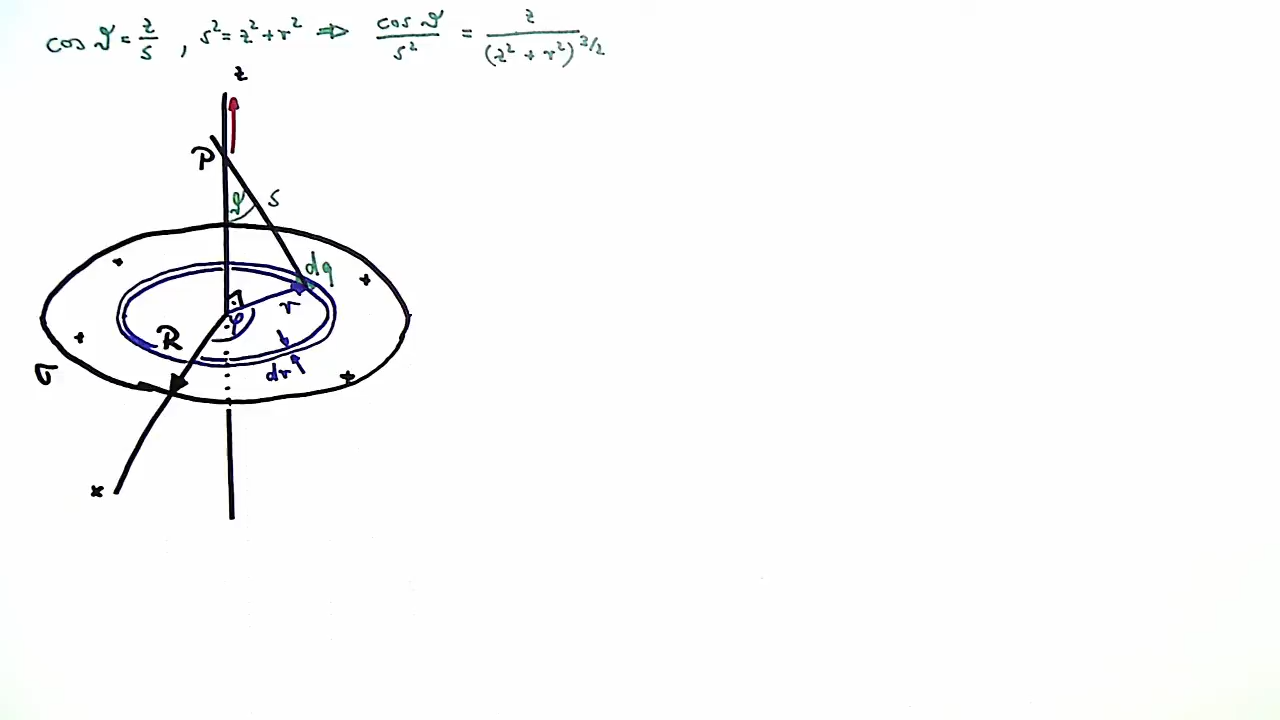 cos ϑ = z/s , s² = z² + r² ⇒ cos ϑ/s² = z/(z² + r²)^3/2
z
P
ϑ s
dq
+ +
r
φ
R
+
dr
σ +
x